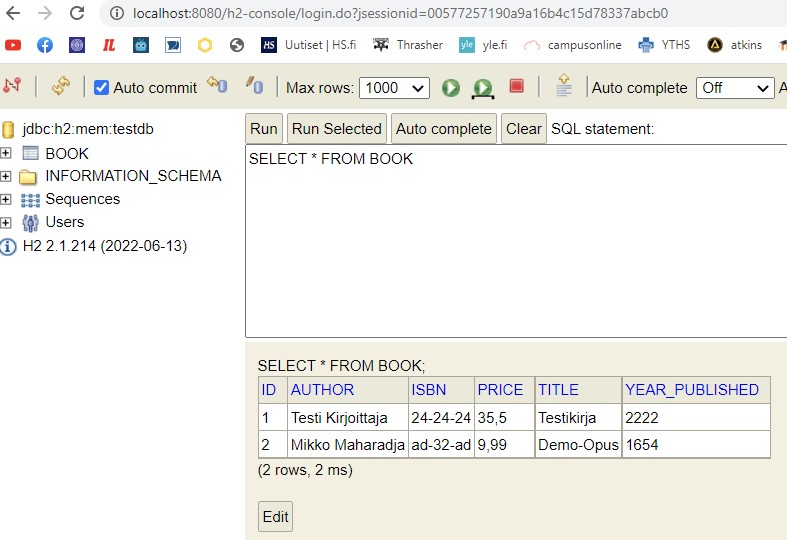 localhost:8080/h2-console/login.do?jsessionid=00577257190a9a16b4c15d78337abcb0
HS Uutiset | HS.fi Thrasher yle yle.fi campusonline YTHS atkins
Auto commit Max rows: 1000 Auto complete Off A
jdbc:h2:mem:testdb
BOOK
INFORMATION_SCHEMA
Sequences
Users
H2 2.1.214 (2022-06-13)
Run Run Selected Auto complete Clear SQL statement:
SELECT * FROM BOOK
SELECT * FROM BOOK;
ID AUTHOR ISBN PRICE TITLE YEAR_PUBLISHED
1 Testi Kirjoittaja 24-24-24 35,5 Testikirja 2222
2 Mikko Maharadja ad-32-ad 9,99 Demo-Opus 1654
(2 rows, 2 ms)
Edit